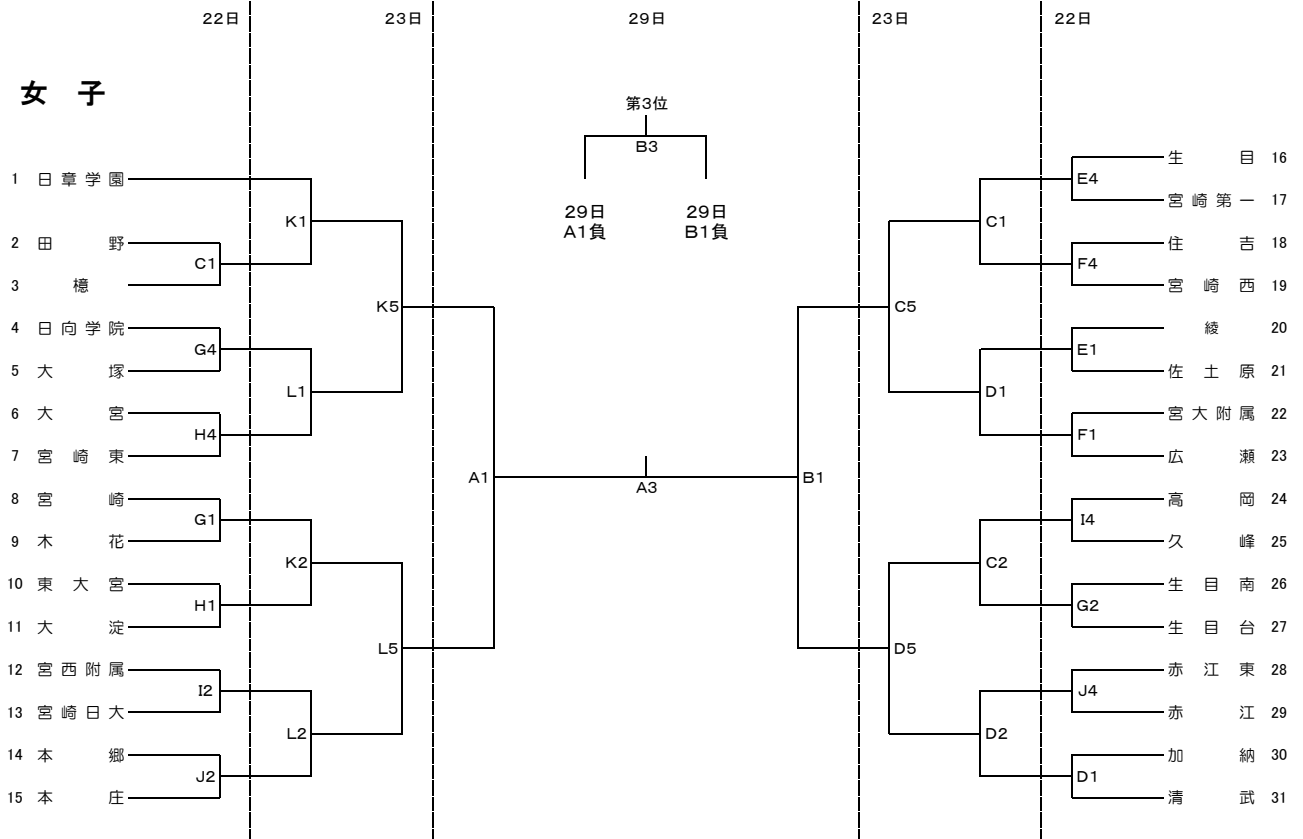 22日 23日 29日 23日 22日
女 子
第3位
B3
29日 29日
A1負 B1負
1 日章学園
2 田野
3 檍
4 日向学院
5 大塚
6 大宮
7 宮崎東
8 宮崎
9 木花
10 東大宮
11 大淀
12 宮西附属
13 宮崎日大
14 本郷
15 本庄
C1
G4
H4
G1
H1
I2
J2
K1
L1
K2
L2
K5
L5
A1
A3
B1
C5
D5
C1
D1
C2
D2
E4
F4
E1
F1
I4
G2
J4
D1
生目 16
宮崎第一 17
住吉 18
宮崎西 19
綾 20
佐土原 21
宮大附属 22
広瀬 23
高岡 24
久峰 25
生目南 26
生目台 27
赤江東 28
赤江 29
加納 30
清武 31